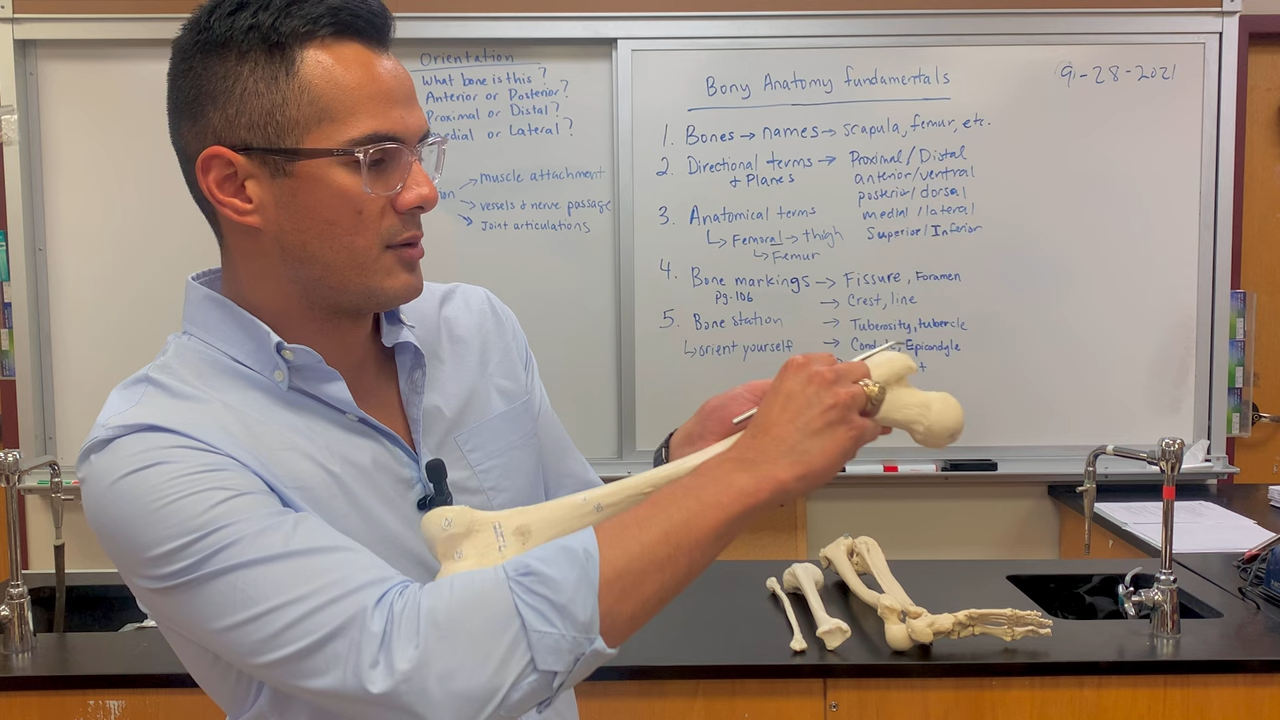 Orientation
What bone is this?
Anterior or Posterior?
Proximal or Distal?
or Lateral?
muscle attachment
→ vessels & nerve passage
Joint articulations
Bony Anatomy fundamentals
9-28-2021
1. Bones → names → scapula, femur, etc.
2. Directional terms → Proximal/Distal
& Planes
anterior/ventral
posterior/dorsal
medial/lateral
Superior/Inferior
3. Anatomical terms
↳ Femoral → thigh
↳ Femur
4. Bone markings → Fissure, Foramen
pg. 106
→ Crest, line
5. Bone station → Tuberosity, tubercle
↳ orient yourself → Epicondyle